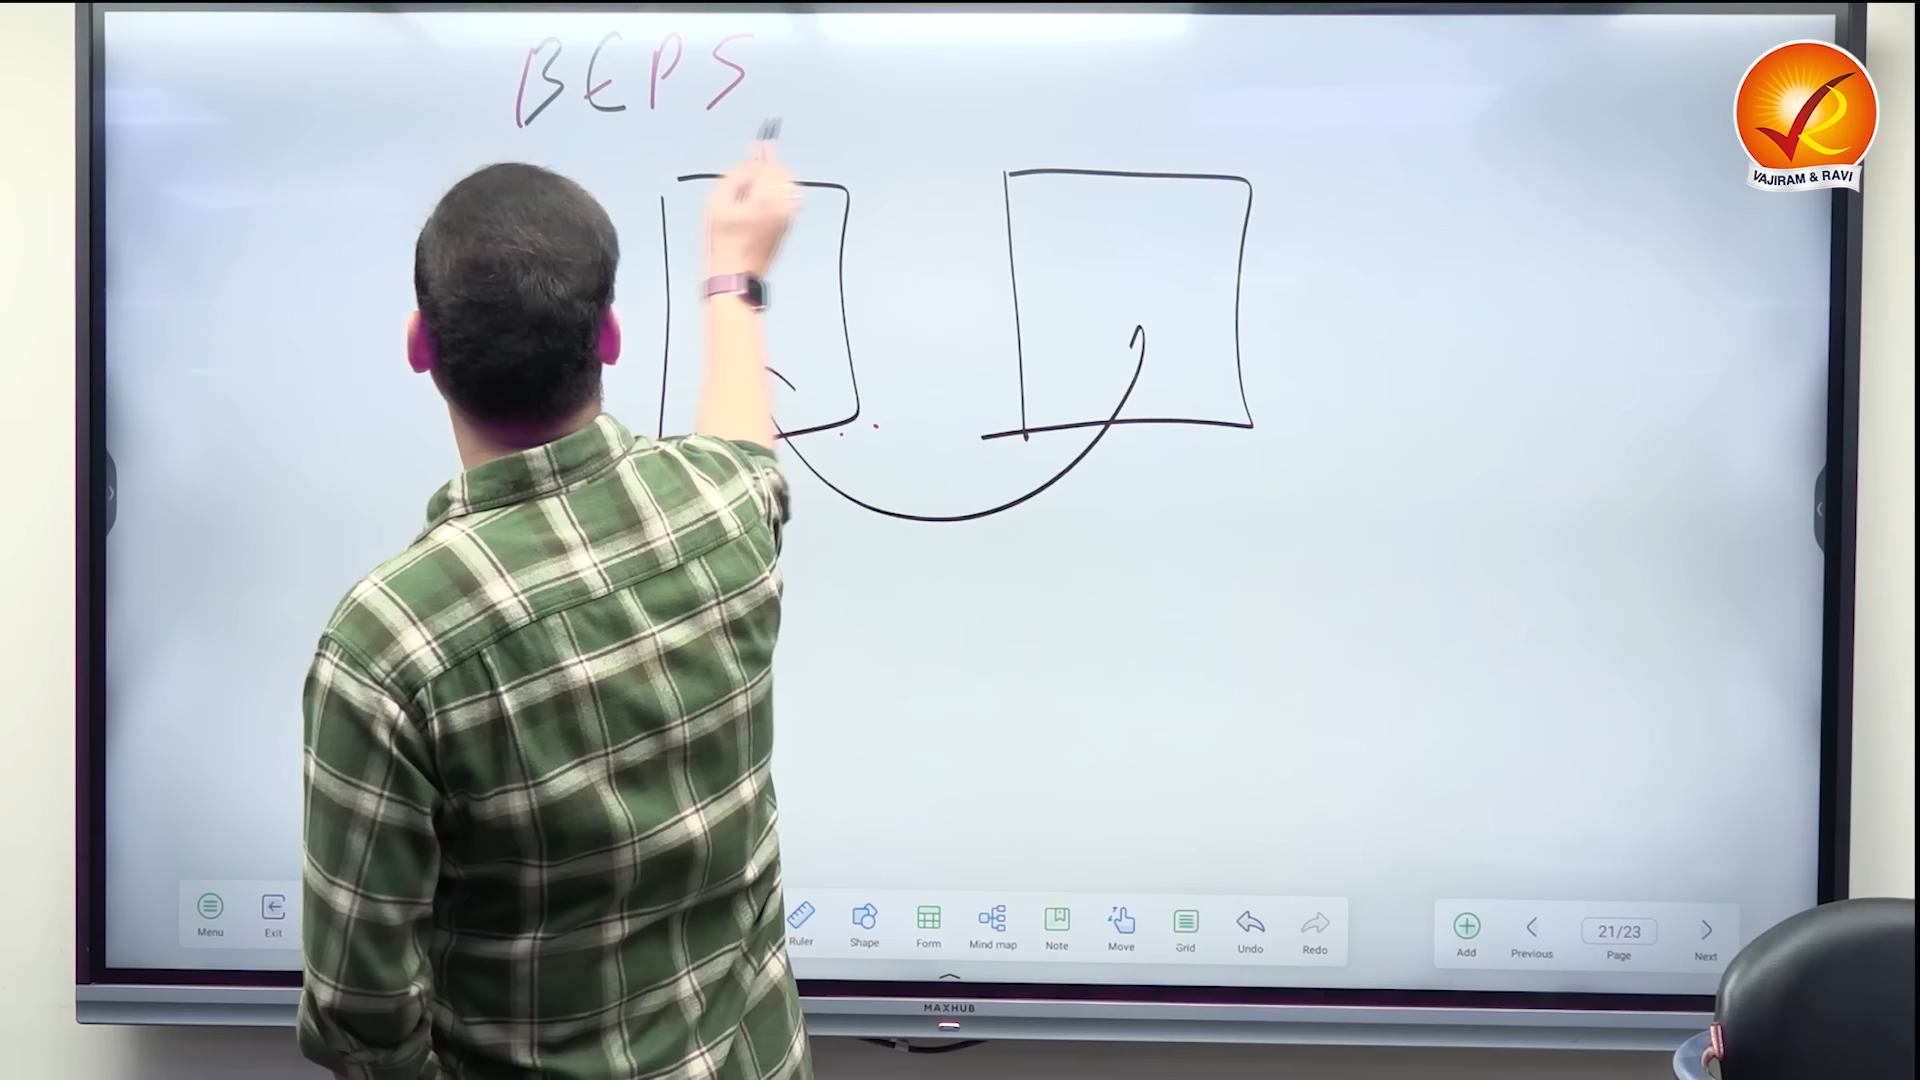 BEPS
VAJIRAM & RAVI
Menu Exit Ruler Shape Form Mind map Note Move Grid Undo Redo Add Previous 21/23 Page Next
MAXHUB